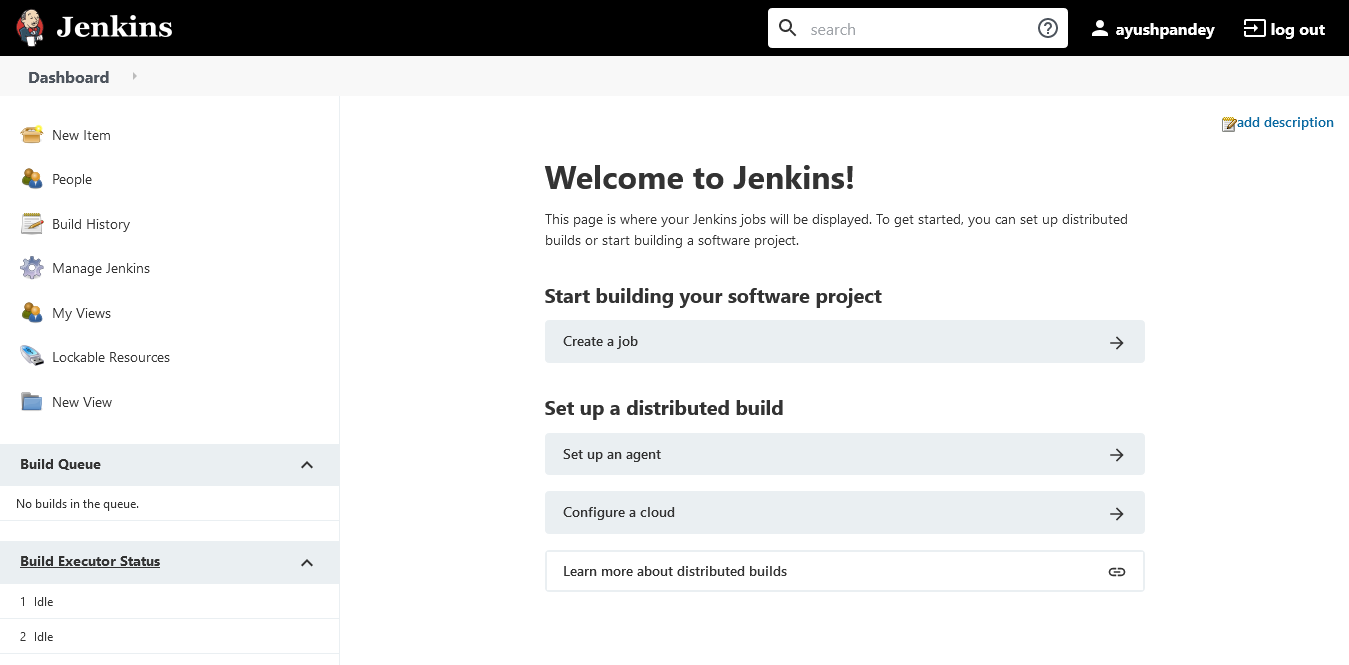 Jenkins
search
ayushpandey
log out
Dashboard
New Item
People
Build History
Manage Jenkins
My Views
Lockable Resources
New View
Build Queue
No builds in the queue.
Build Executor Status
1 Idle
2 Idle
add description
Welcome to Jenkins!
This page is where your Jenkins jobs will be displayed. To get started, you can set up distributed
builds or start building a software project.
Start building your software project
Create a job
Set up a distributed build
Set up an agent
Configure a cloud
Learn more about distributed builds